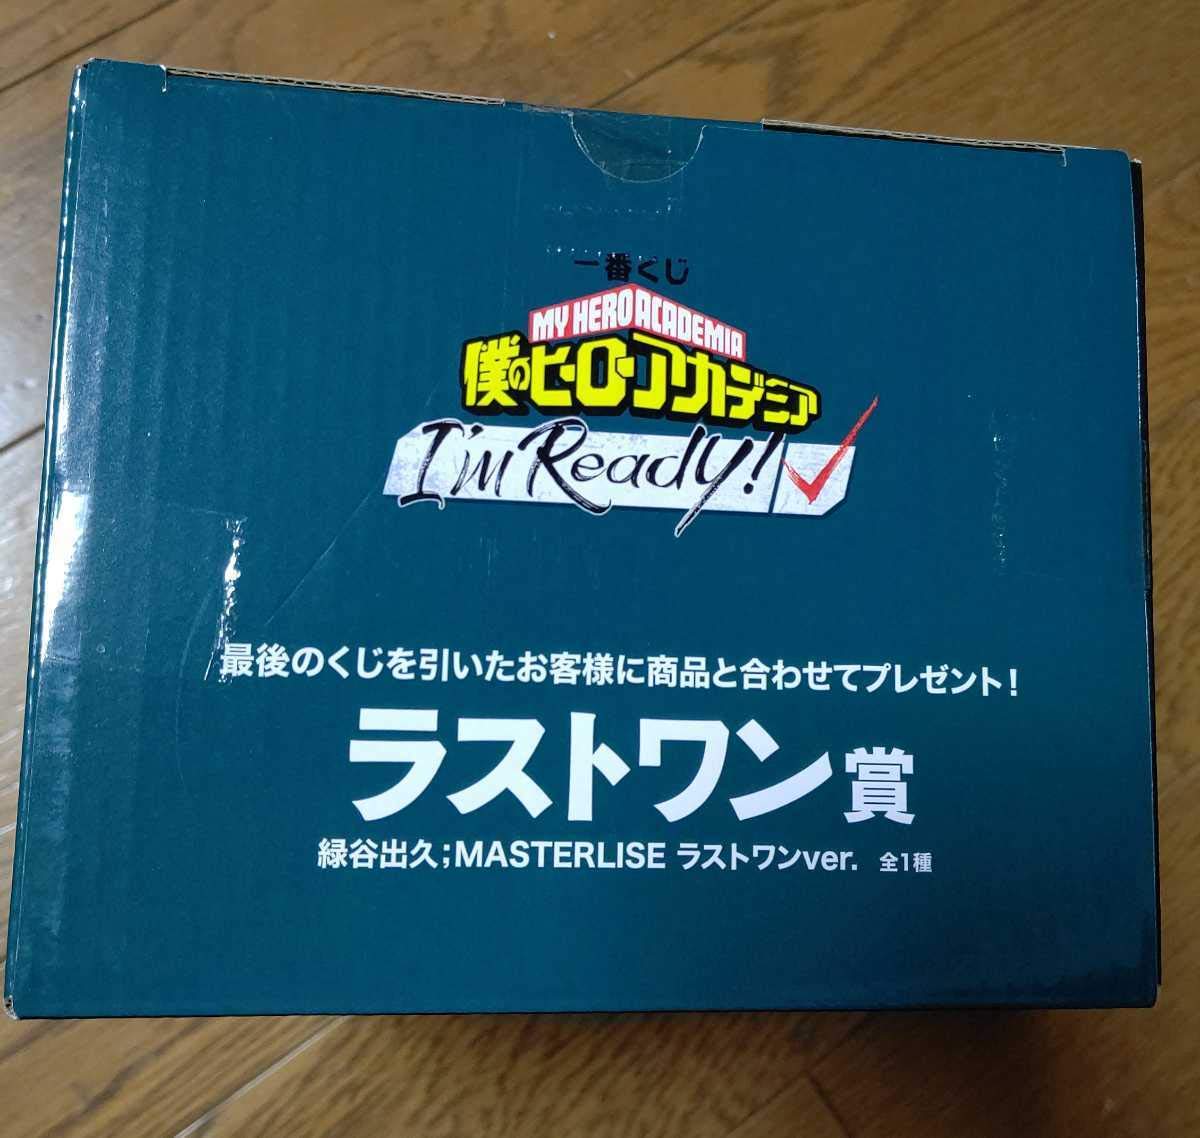 一番くじ
MY HERO ACADEMIA
僕のヒーローアカデミア
I'm Ready!
最後のくじを引いたお客様に商品と合わせてプレゼント!
ラストワン賞
緑谷出久;MASTERLISE ラストワンver. 全1種